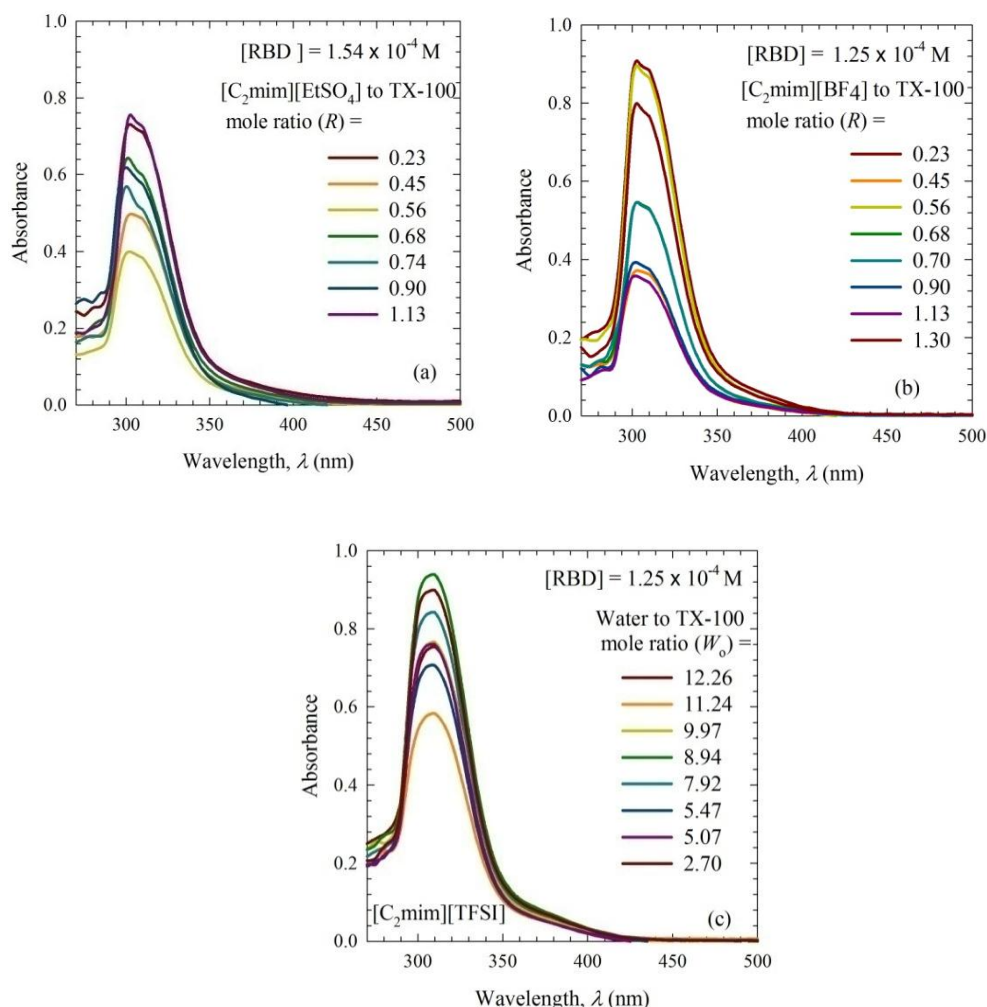 1.0
0.8
0.6
0.4
0.2
0.0
Absorbance
[RBD ] = 1.54 x 10⁻⁴ M
[C₂mim][EtSO₄] to TX-100
mole ratio (R) =
0.23
0.45
0.56
0.68
0.74
0.90
1.13
(a)
300 350 400 450 500
Wavelength, λ (nm)
1.0
0.8
0.6
0.4
0.2
0.0
Absorbance
[RBD] = 1.25 x 10⁻⁴ M
[C₂mim][BF4] to TX-100
mole ratio (R) =
0.23
0.45
0.56
0.68
0.70
0.90
1.13
1.30
(b)
300 350 400 450 500
Wavelength, λ (nm)
1.0
0.8
0.6
0.4
0.2
0.0
Absorbance
[RBD] = 1.25 x 10⁻⁴ M
Water to TX-100
mole ratio (Wₒ) =
12.26
11.24
9.97
8.94
7.92
5.47
5.07
2.70
[C₂mim][TFSI]
(c)
300 350 400 450 500
Wavelength, λ (nm)